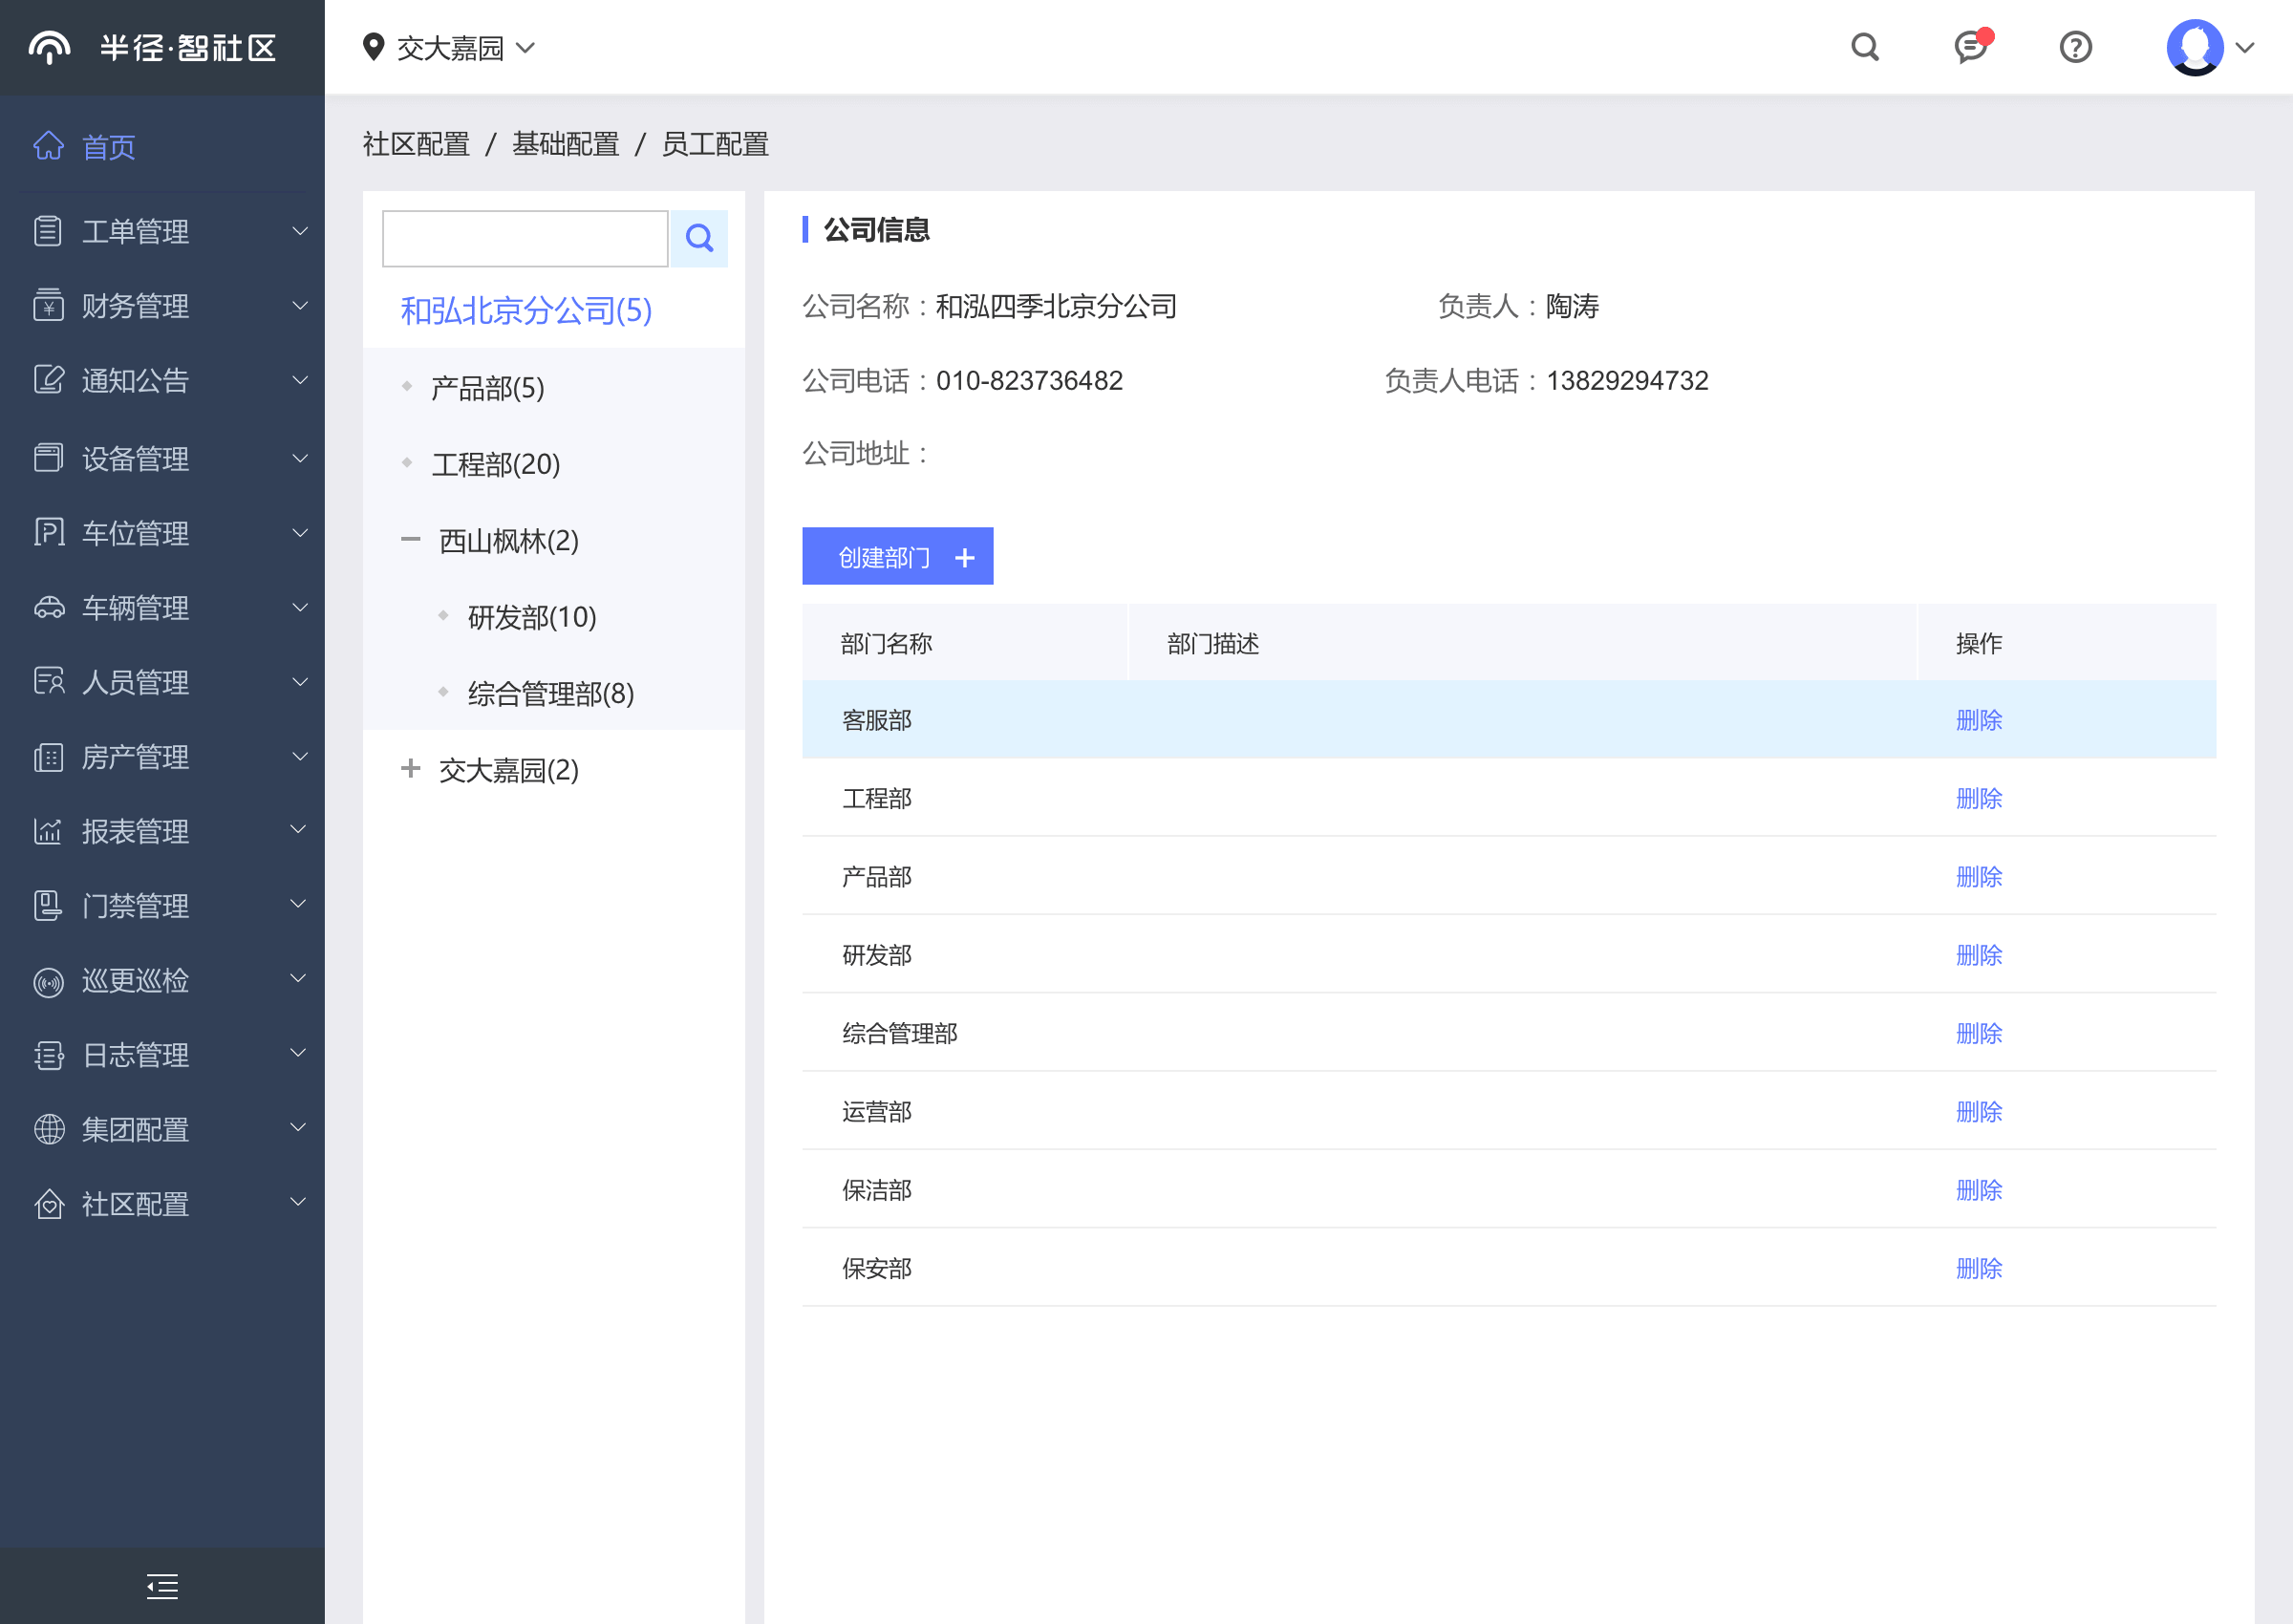 半径·智社区
交大嘉园
首页
工单管理
财务管理
通知公告
设备管理
车位管理
车辆管理
人员管理
房产管理
报表管理
门禁管理
巡更巡检
日志管理
集团配置
社区配置
社区配置 / 基础配置 / 员工配置
和弘北京分公司(5)
产品部(5)
工程部(20)
西山枫林(2)
研发部(10)
综合管理部(8)
交大嘉园(2)
公司信息
公司名称：和泓四季北京分公司 负责人：陶涛
公司电话：010-823736482 负责人电话：13829294732
公司地址：
创建部门 +
部门名称 部门描述 操作
客服部 删除
工程部 删除
产品部 删除
研发部 删除
综合管理部 删除
运营部 删除
保洁部 删除
保安部 删除